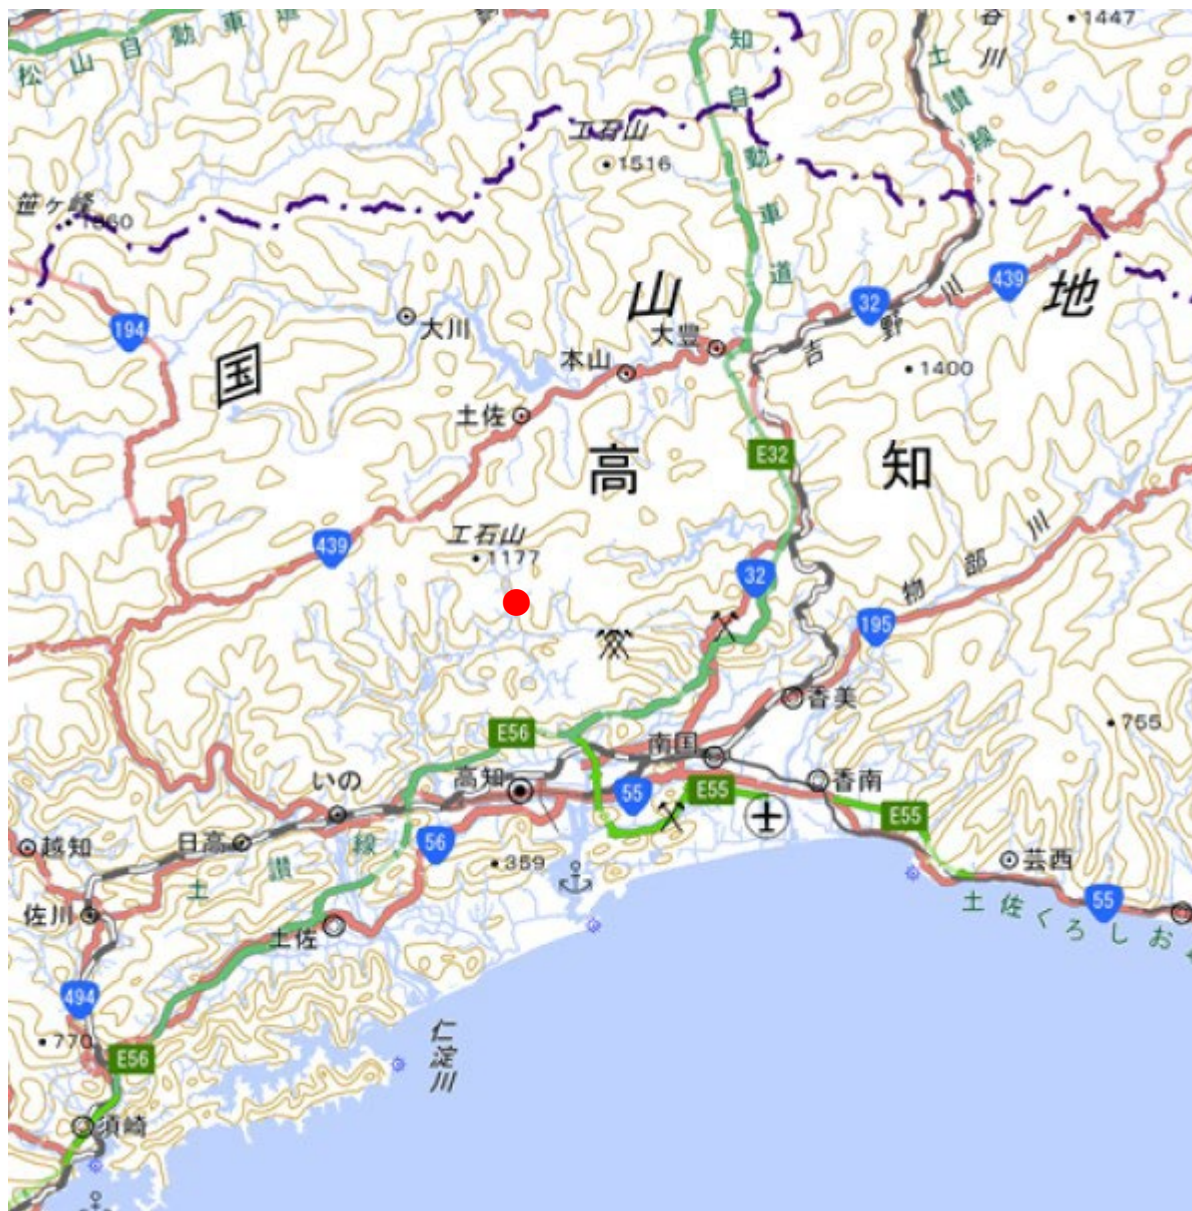 松山自動車道
知自動車道
谷川
1447
土讃線
工石山
1516
笹ヶ峰
1860
山
地
国
高
知
439
32
吉野川
194
大川
大豊
本山
1400
土佐
E32
物部川
439
工石山
1177
32
195
香美
755
E56
南国
いの
高知
香南
55
E55
E55
越知
日高
56
土讃線
359
芸西
佐川
土佐
55
土佐くろしお
494
仁淀川
770
E56
須崎